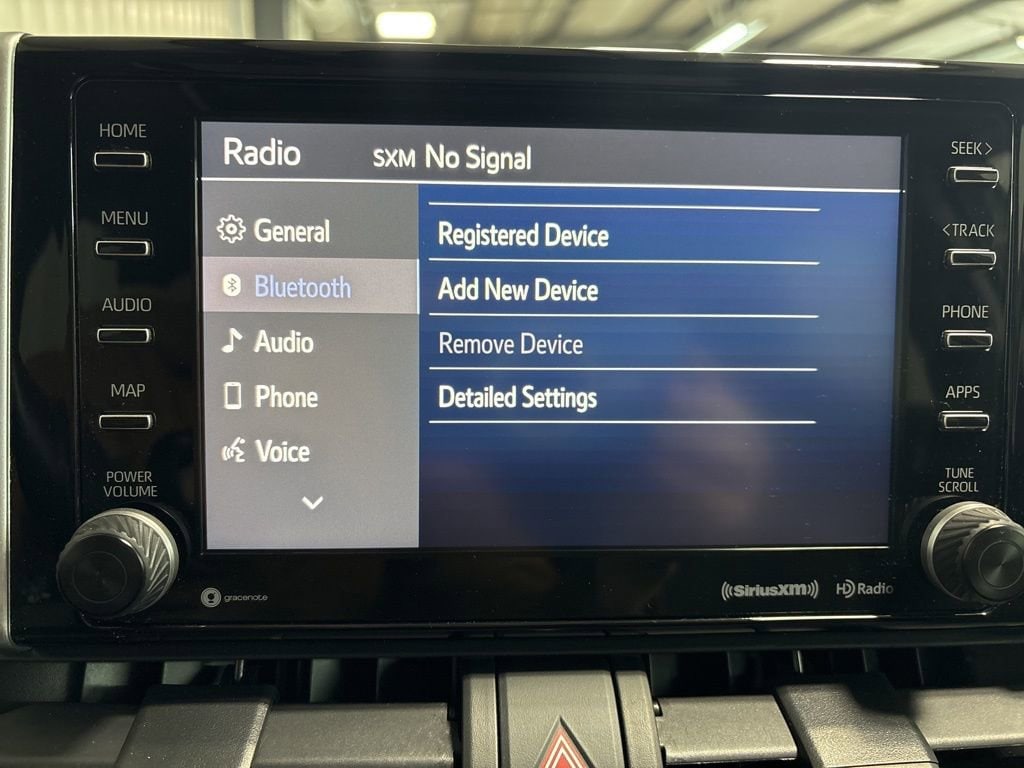 HOME
MENU
AUDIO
MAP
POWER
VOLUME
Radio SXM No Signal
General
Bluetooth
Audio
Phone
Voice
Registered Device
Add New Device
Remove Device
Detailed Settings
SEEK>
<TRACK
PHONE
APPS
TUNE
SCROLL
gracenote
((SiriusXM))
HD Radio